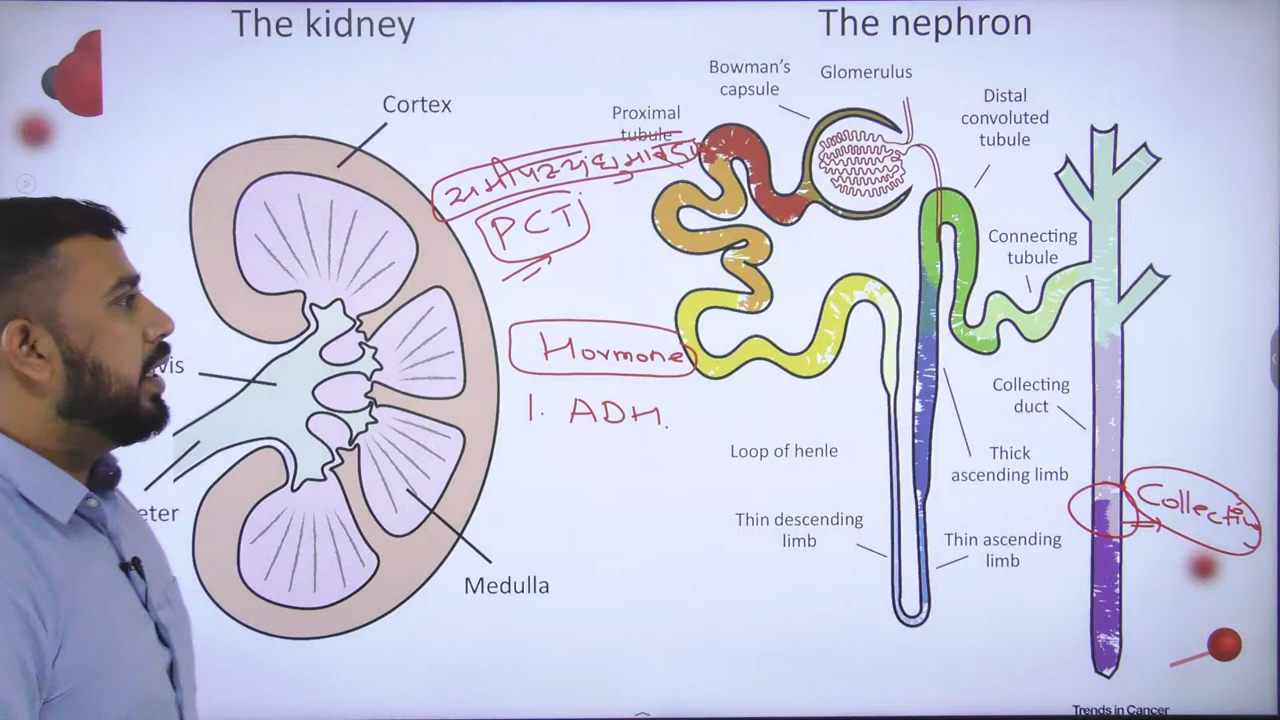 The kidney
The nephron
Cortex
Bowman's
capsule
Glomerulus
Proximal
tubule
Distal
convoluted
tubule
PCT
Connecting
tubule
Hormone
1. ADH.
vis
Collecting
duct
Loop of henle
Thick
ascending limb
Collecting
eter
Thin descending
limb
Thin ascending
limb
Medulla
Trends in Cancer